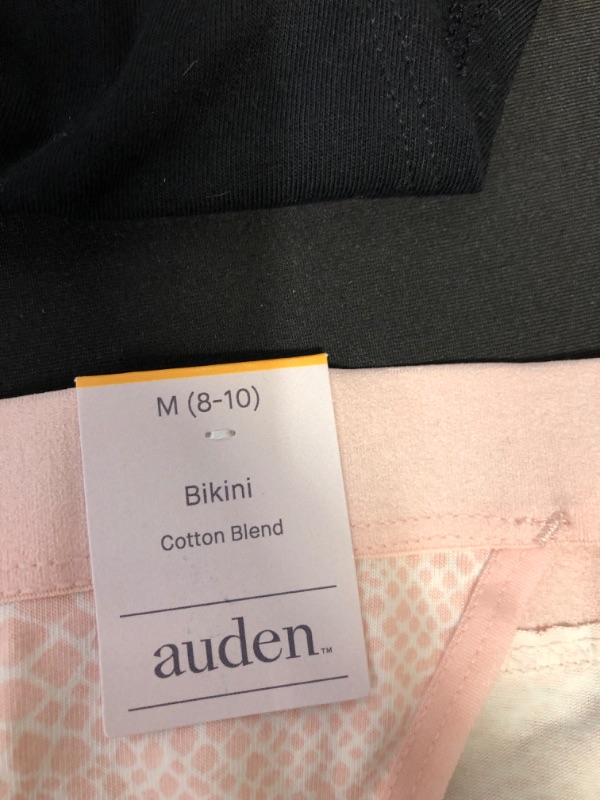 M (8-10)
Bikini
Cotton Blend
auden™